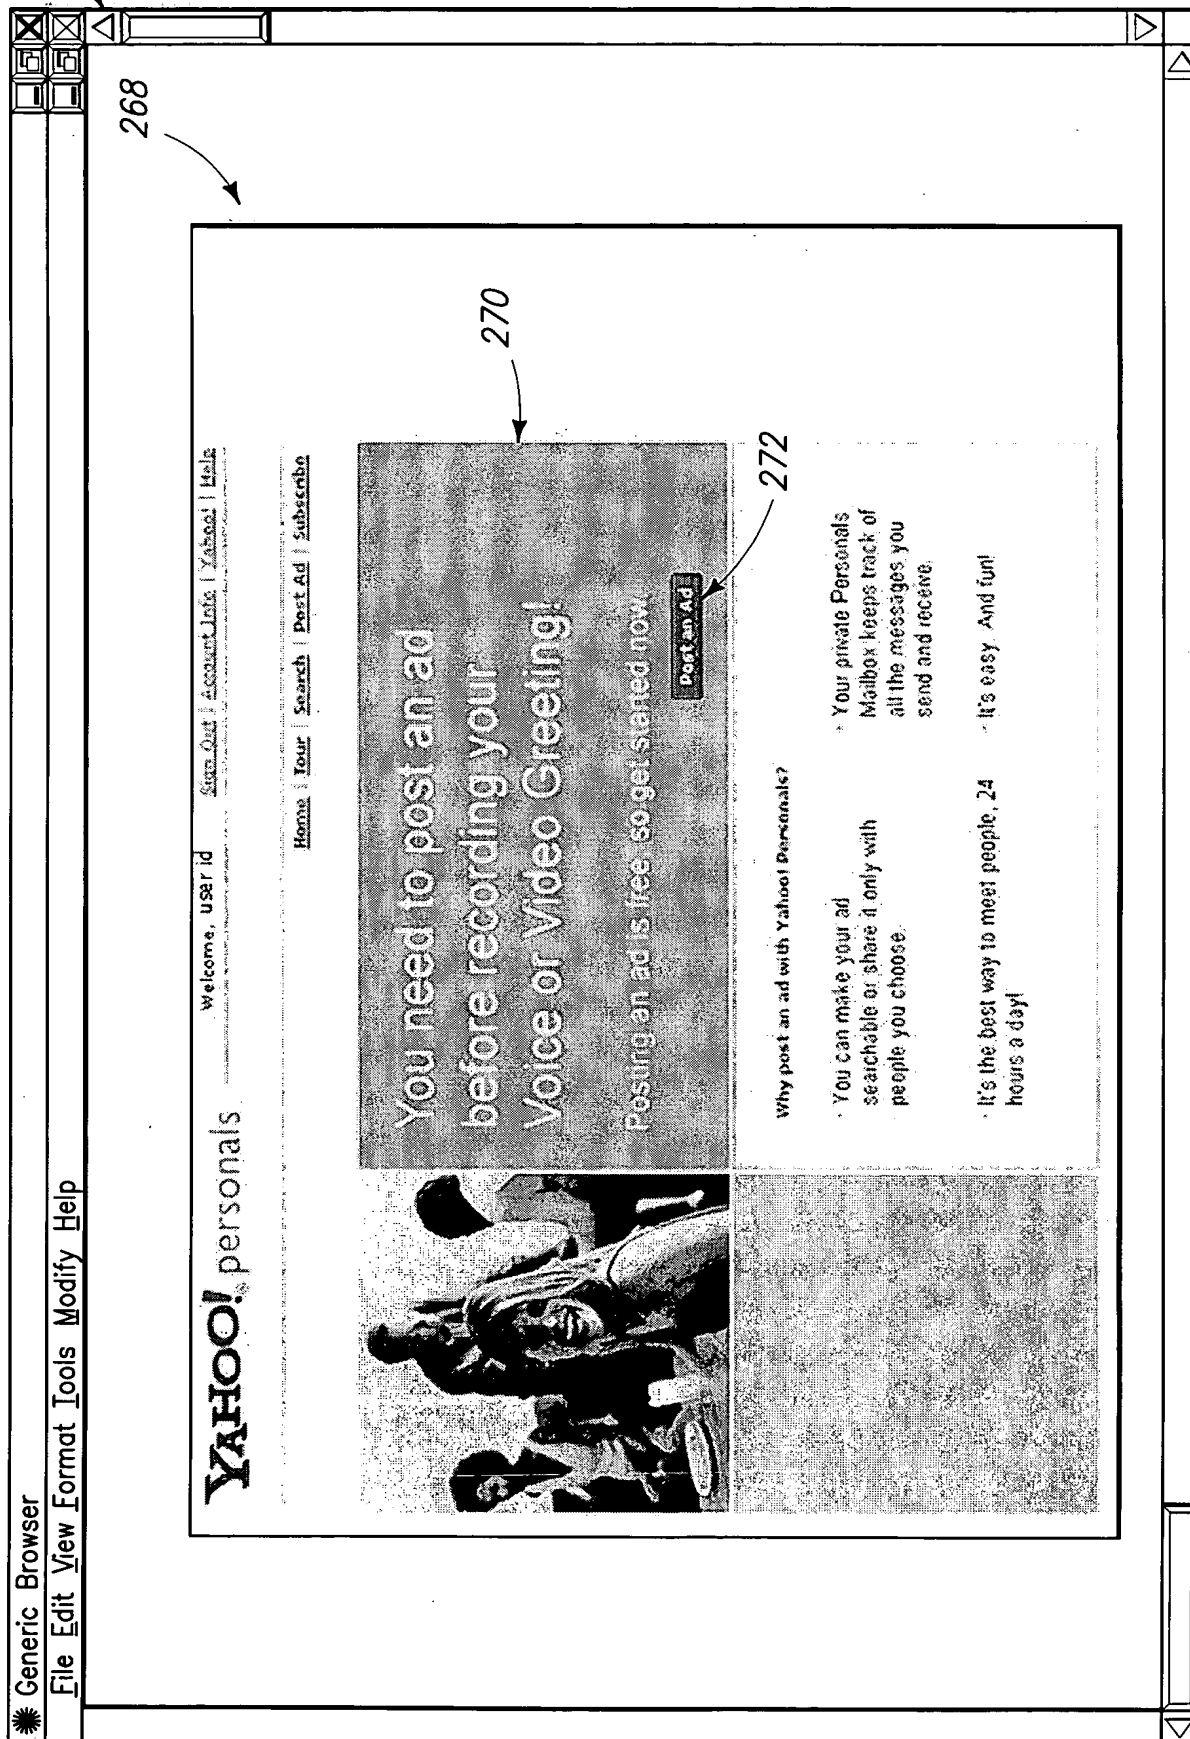 Generic Browser
File Edit View Format Tools Modify Help
268
YAHOO! personals
Welcome, user id
Sign Out | Account Info | Yahoo! | Help
Home | Tour | Search | Post Ad | Subscribe
You need to post an ad
before recording your
Voice or Video Greeting!
270
Posting an ad is free so get started now.
Post an Ad
272
Why post an ad with Yahoo! Personals?
You can make your ad
searchable or share it only with
people you choose.
It's the best way to meet people, 24
hours a day!
Your private Personals
Mailbox keeps track of
all the messages you
send and receive.
It's easy. And fun!